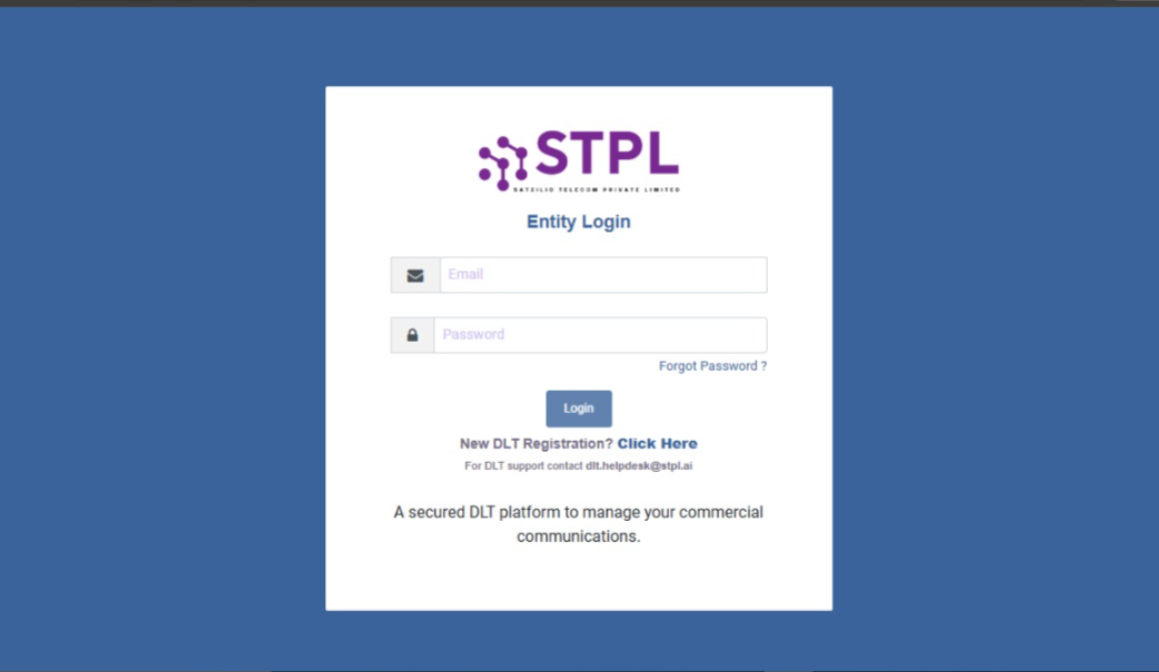 STPL
SATZILIO TELECOM PRIVATE LIMITED
Entity Login
Email
Password
Forgot Password ?
Login
New DLT Registration? Click Here
For DLT support contact dlt.helpdesk@stpl.ai
A secured DLT platform to manage your commercial
communications.